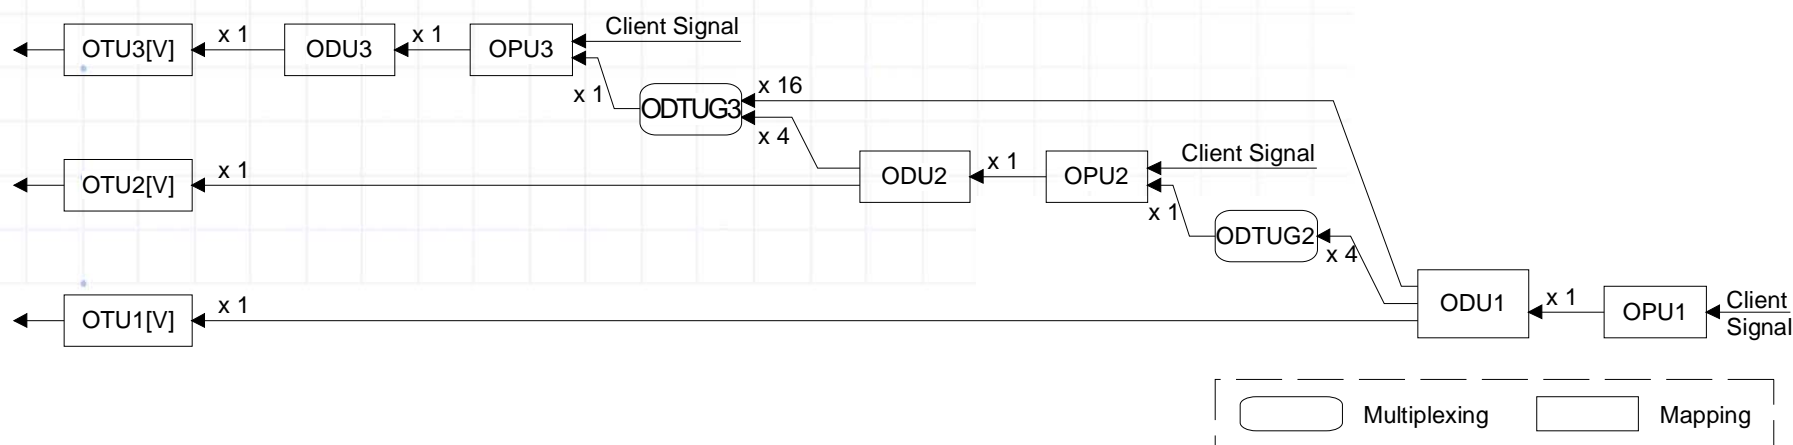 OTU3[V] x 1 ODU3 x 1 OPU3 Client Signal
x 1 ODTUG3 x 16
x 4
OTU2[V] x 1 ODU2 x 1 OPU2 Client Signal
x 1 ODTUG2 x 4
OTU1[V] x 1 ODU1 x 1 OPU1 Client
Signal
Multiplexing Mapping